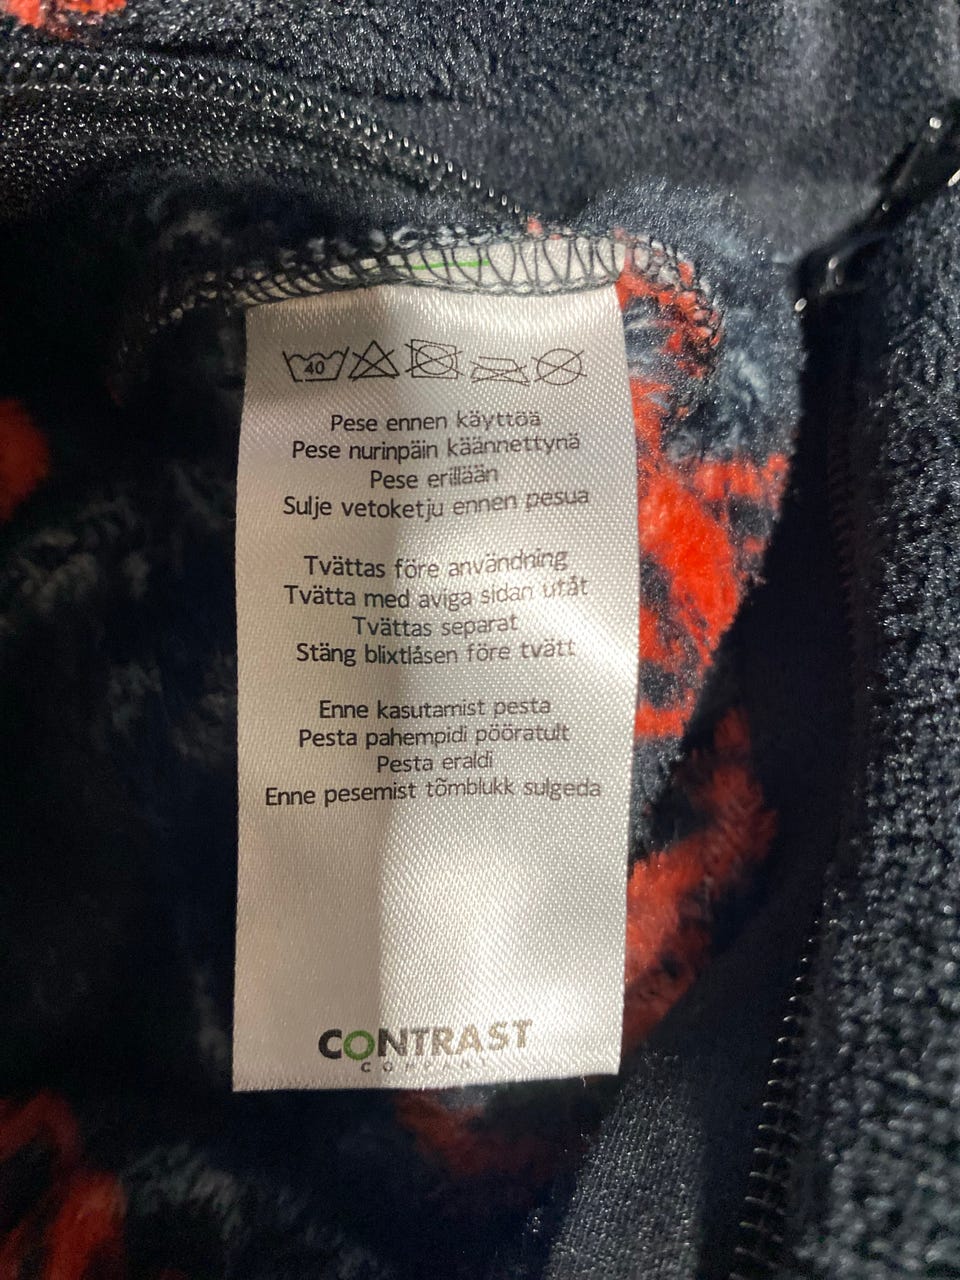 40
Pese ennen käyttöä
Pese nurinpäin käännettynä
Pese erillään
Sulje vetoketju ennen pesua
Tvättas före användning
Tvätta med aviga sidan utåt
Tvättas separat
Stäng blixtlåsen före tvätt
Enne kasutamist pesta
Pesta pahempidi pööratult
Pesta eraldi
Enne pesemist tõmblukk sulgeda
CONTRAST
COMPANY